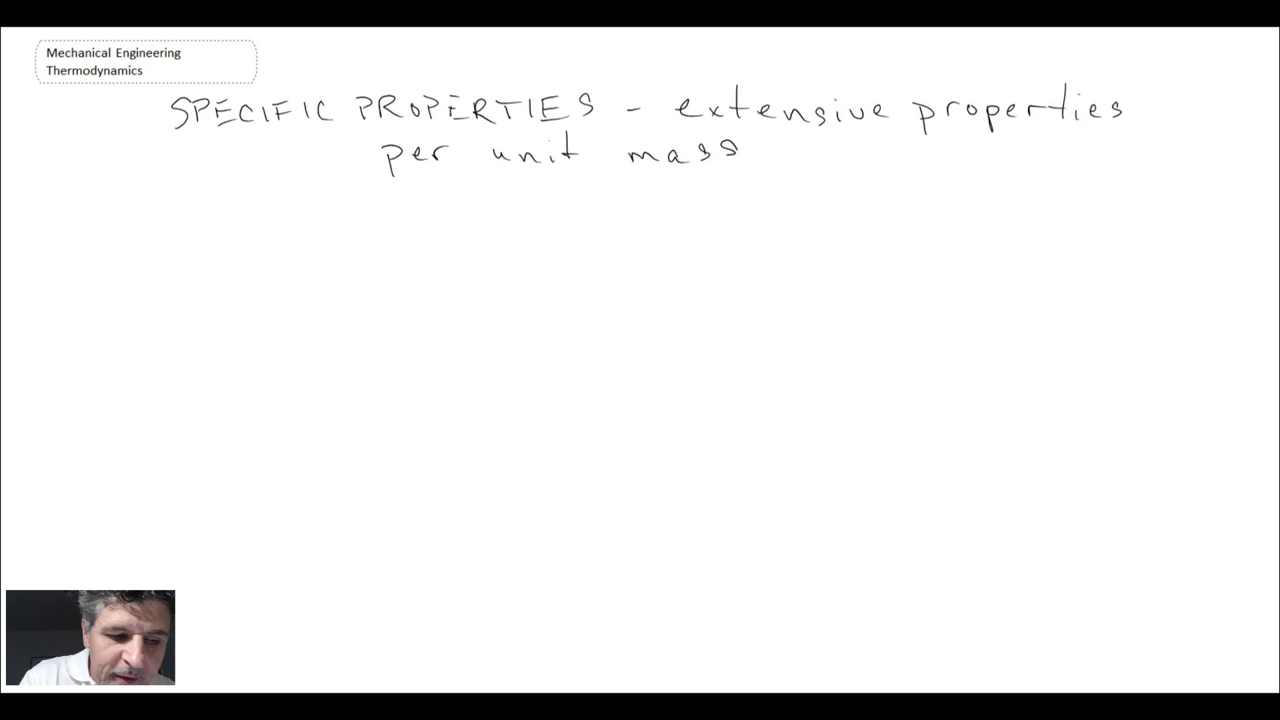 Mechanical Engineering
Thermodynamics
SPECIFIC PROPERTIES - extensive properties
per unit mass